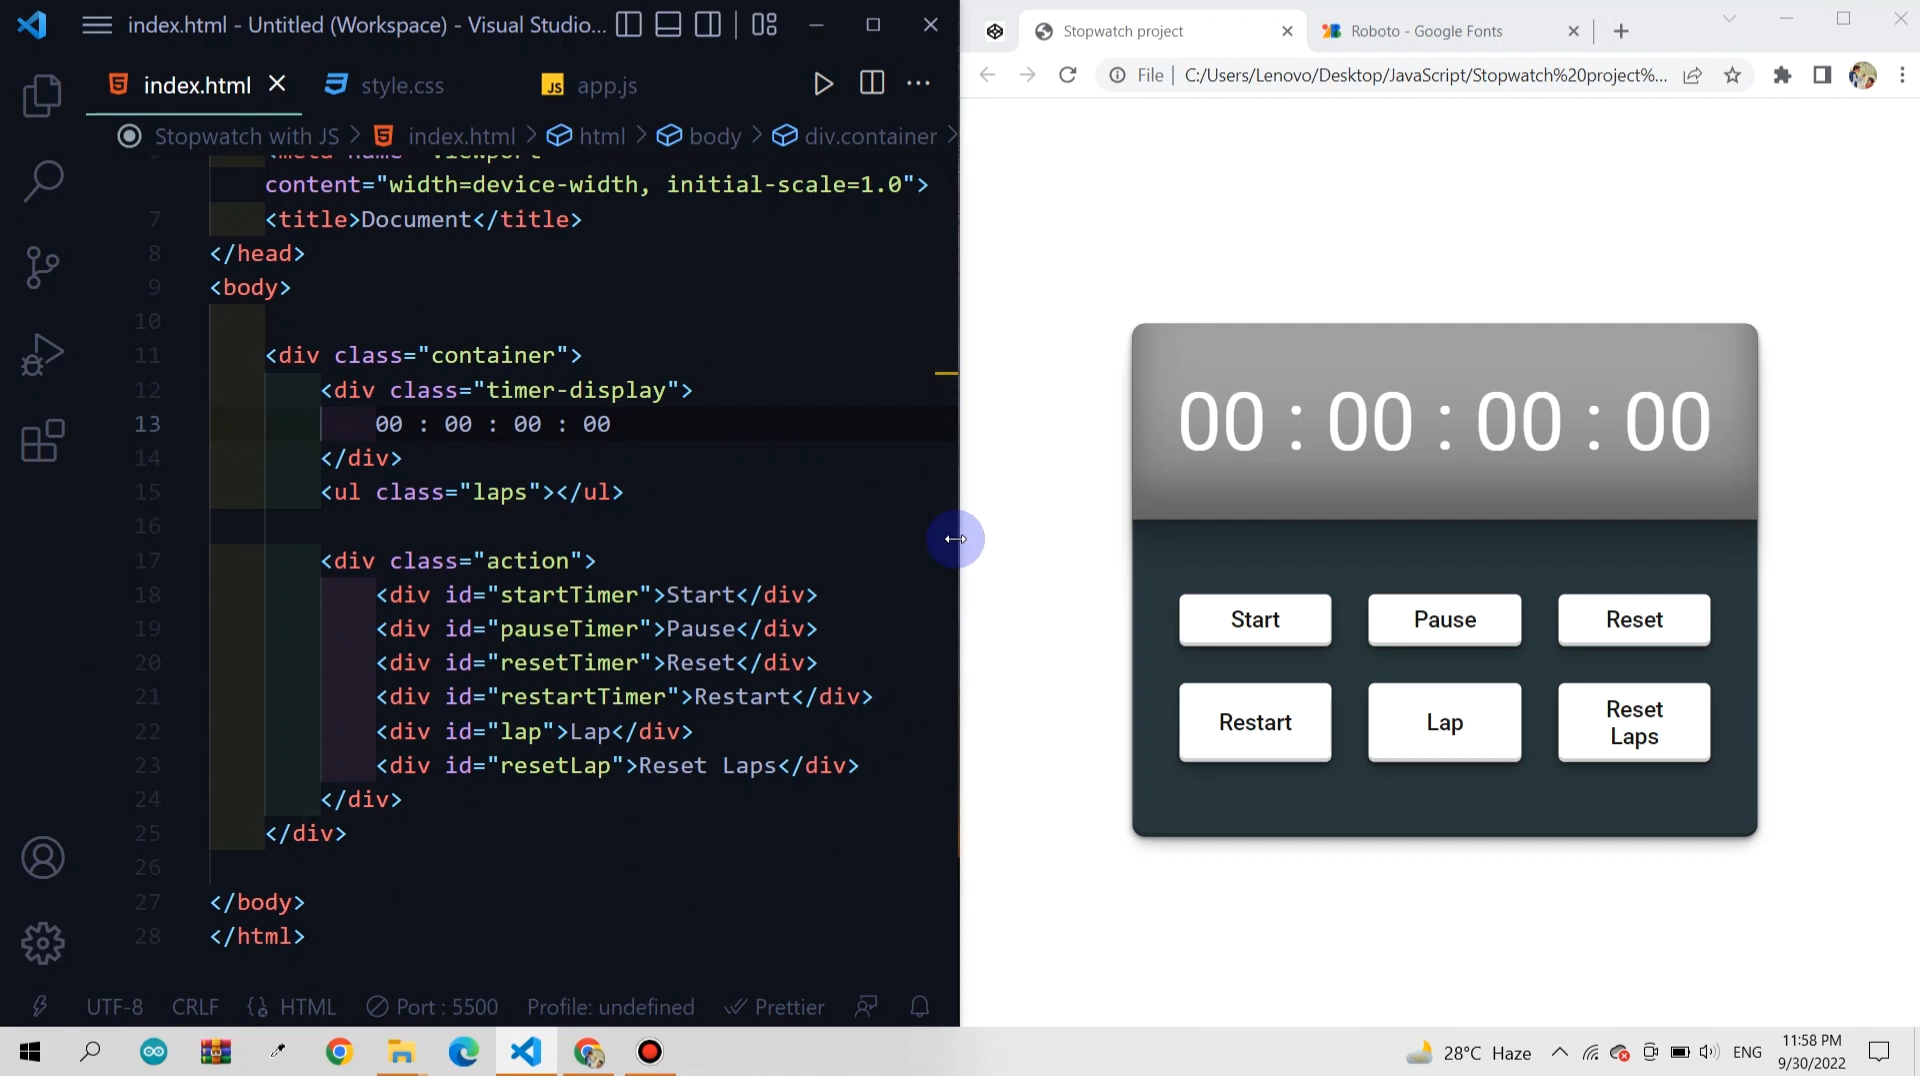 index.html - Untitled (Workspace) - Visual Studio...
index.html
style.css
JS app.js
Stopwatch with JS > index.html > html > body > div.container >
content="width=device-width, initial-scale=1.0">
7 <title>Document</title>
8 </head>
9 <body>
10
11 <div class="container">
12 <div class="timer-display">
13 00 : 00 : 00 : 00
14 </div>
15 <ul class="laps"></ul>
16
17 <div class="action">
18 <div id="startTimer">Start</div>
19 <div id="pauseTimer">Pause</div>
20 <div id="resetTimer">Reset</div>
21 <div id="restartTimer">Restart</div>
22 <div id="lap">Lap</div>
23 <div id="resetLap">Reset Laps</div>
24 </div>
25 </div>
26
27 </body>
28 </html>
UTF-8 CRLF {} HTML Port : 5500 Profile: undefined Prettier
Stopwatch project
Roboto - Google Fonts
File | C:/Users/Lenovo/Desktop/JavaScript/Stopwatch%20project%...
00 : 00 : 00 : 00
Start
Pause
Reset
Restart
Lap
Reset
Laps
28°C Haze
ENG
11:58 PM
9/30/2022